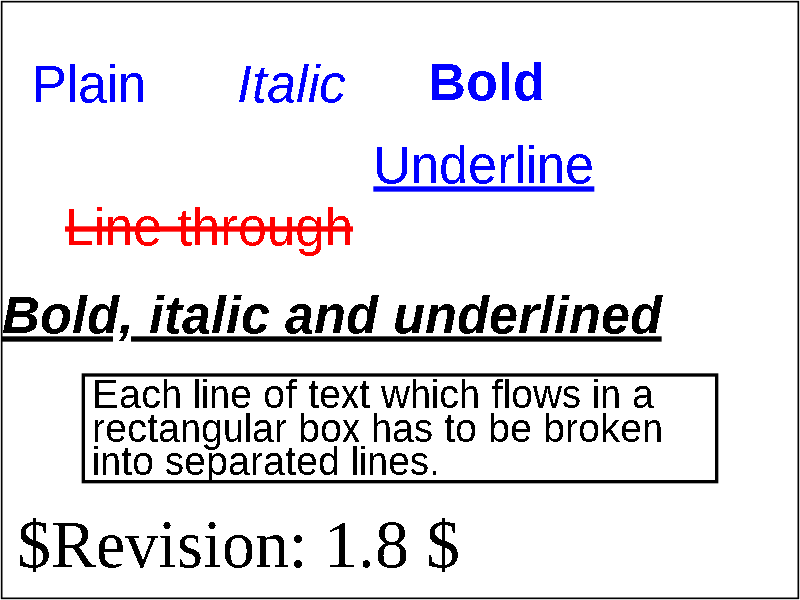 Plain Italic Bold
Underline
Line through
Bold, italic and underlined
Each line of text which flows in a
rectangular box has to be broken
into separated lines.
$Revision: 1.8 $